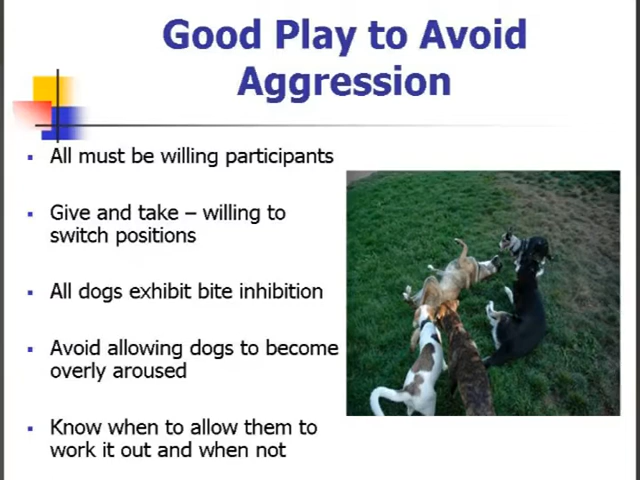 Good Play to Avoid
Aggression
All must be willing participants
Give and take – willing to
switch positions
All dogs exhibit bite inhibition
Avoid allowing dogs to become
overly aroused
Know when to allow them to
work it out and when not